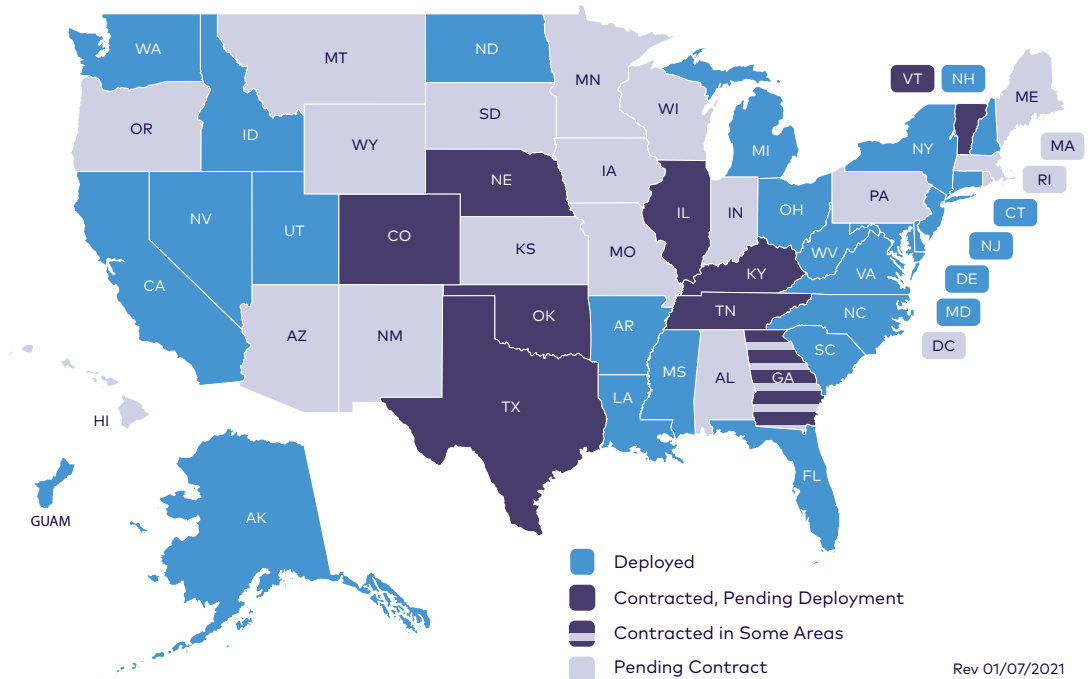 WA
MT
ND
MN
OR
ID
WY
SD
WI
MI
VT
NH
ME
NY
MA
RI
NV
UT
CO
NE
IA
IL
IN
OH
PA
CT
NJ
CA
KS
MO
KY
WV
VA
DE
MD
AZ
NM
OK
AR
TN
NC
DC
SC
HI
TX
LA
MS
AL
GA
FL
GUAM
AK
Deployed
Contracted, Pending Deployment
Contracted in Some Areas
Pending Contract
Rev 01/07/2021